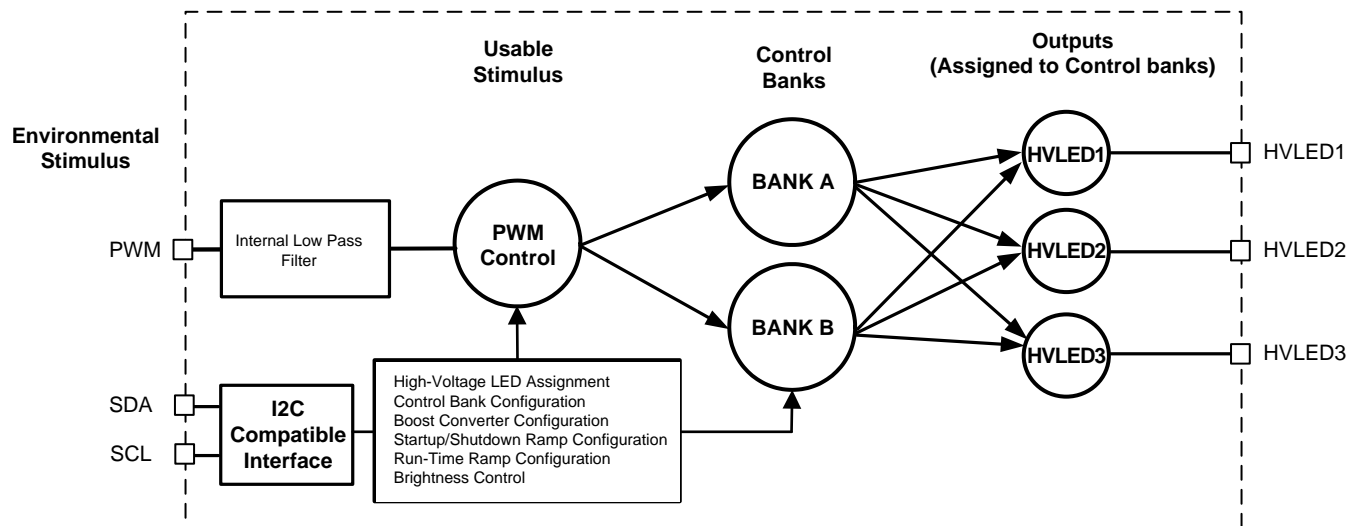 Usable
Stimulus
Control
Banks
Outputs
(Assigned to Control banks)
Environmental
Stimulus
PWM
Internal Low Pass
Filter
PWM
Control
BANK A
BANK B
HVLED1
HVLED2
HVLED3
HVLED1
HVLED2
HVLED3
SDA
SCL
I2C
Compatible
Interface
High-Voltage LED Assignment
Control Bank Configuration
Boost Converter Configuration
Startup/Shutdown Ramp Configuration
Run-Time Ramp Configuration
Brightness Control